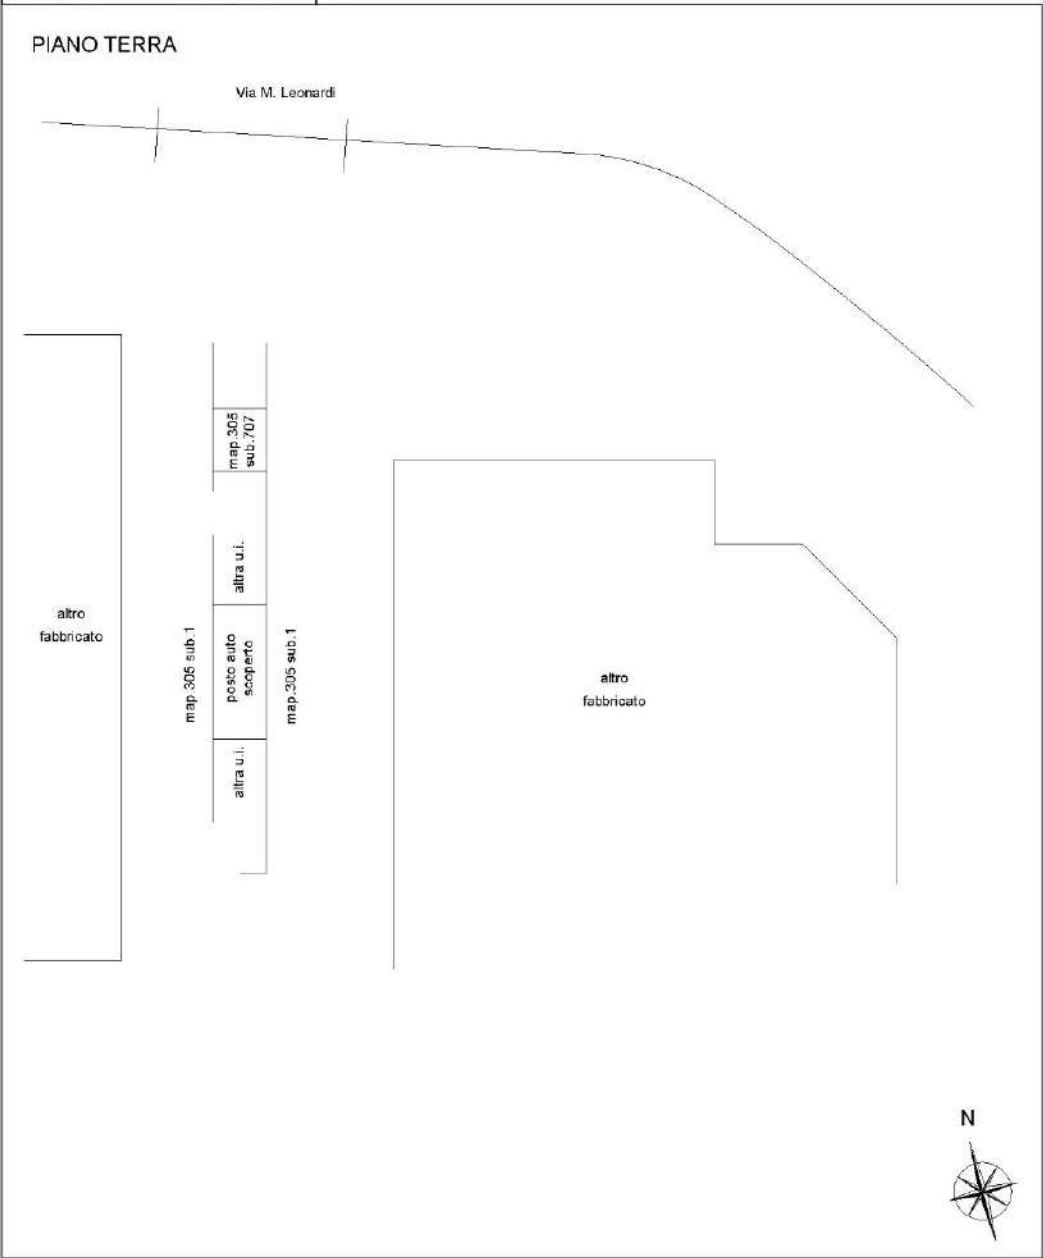 PIANO TERRA
Via M. Leonardi
map.305
sub.707
altra u.i.
altro
fabbricato
map.305 sub.1
posto auto
scoperto
map.305 sub.1
altro
fabbricato
altra u.i.
N